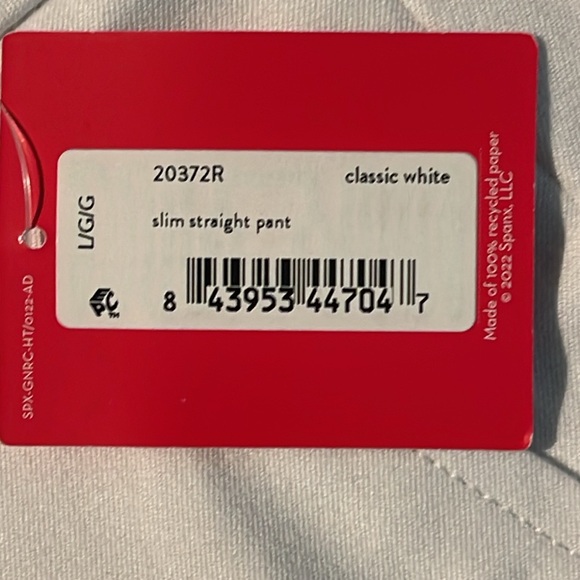 20372R classic white
L/G/G
slim straight pant
8 43953 44704 7
SPX-GNRC-HT/0122-AD
Made of 100% recycled paper
© 2022 Spanx, LLC